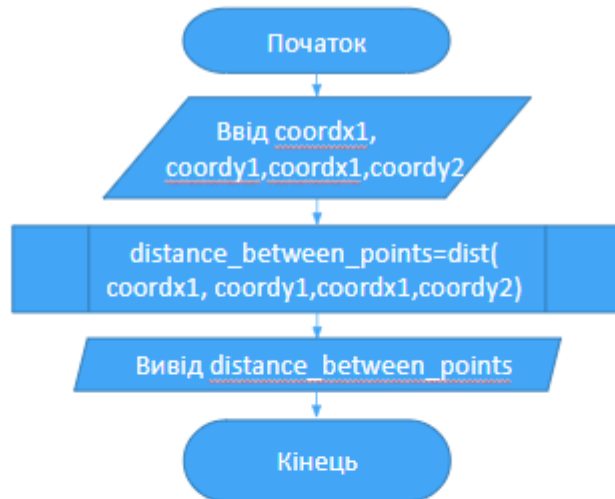 Початок
Ввід coordx1,
coordy1,coordx1,coordy2
distance_between_points=dist(
coordx1, coordy1,coordx1,coordy2)
Вивід distance_between_points
Кінець